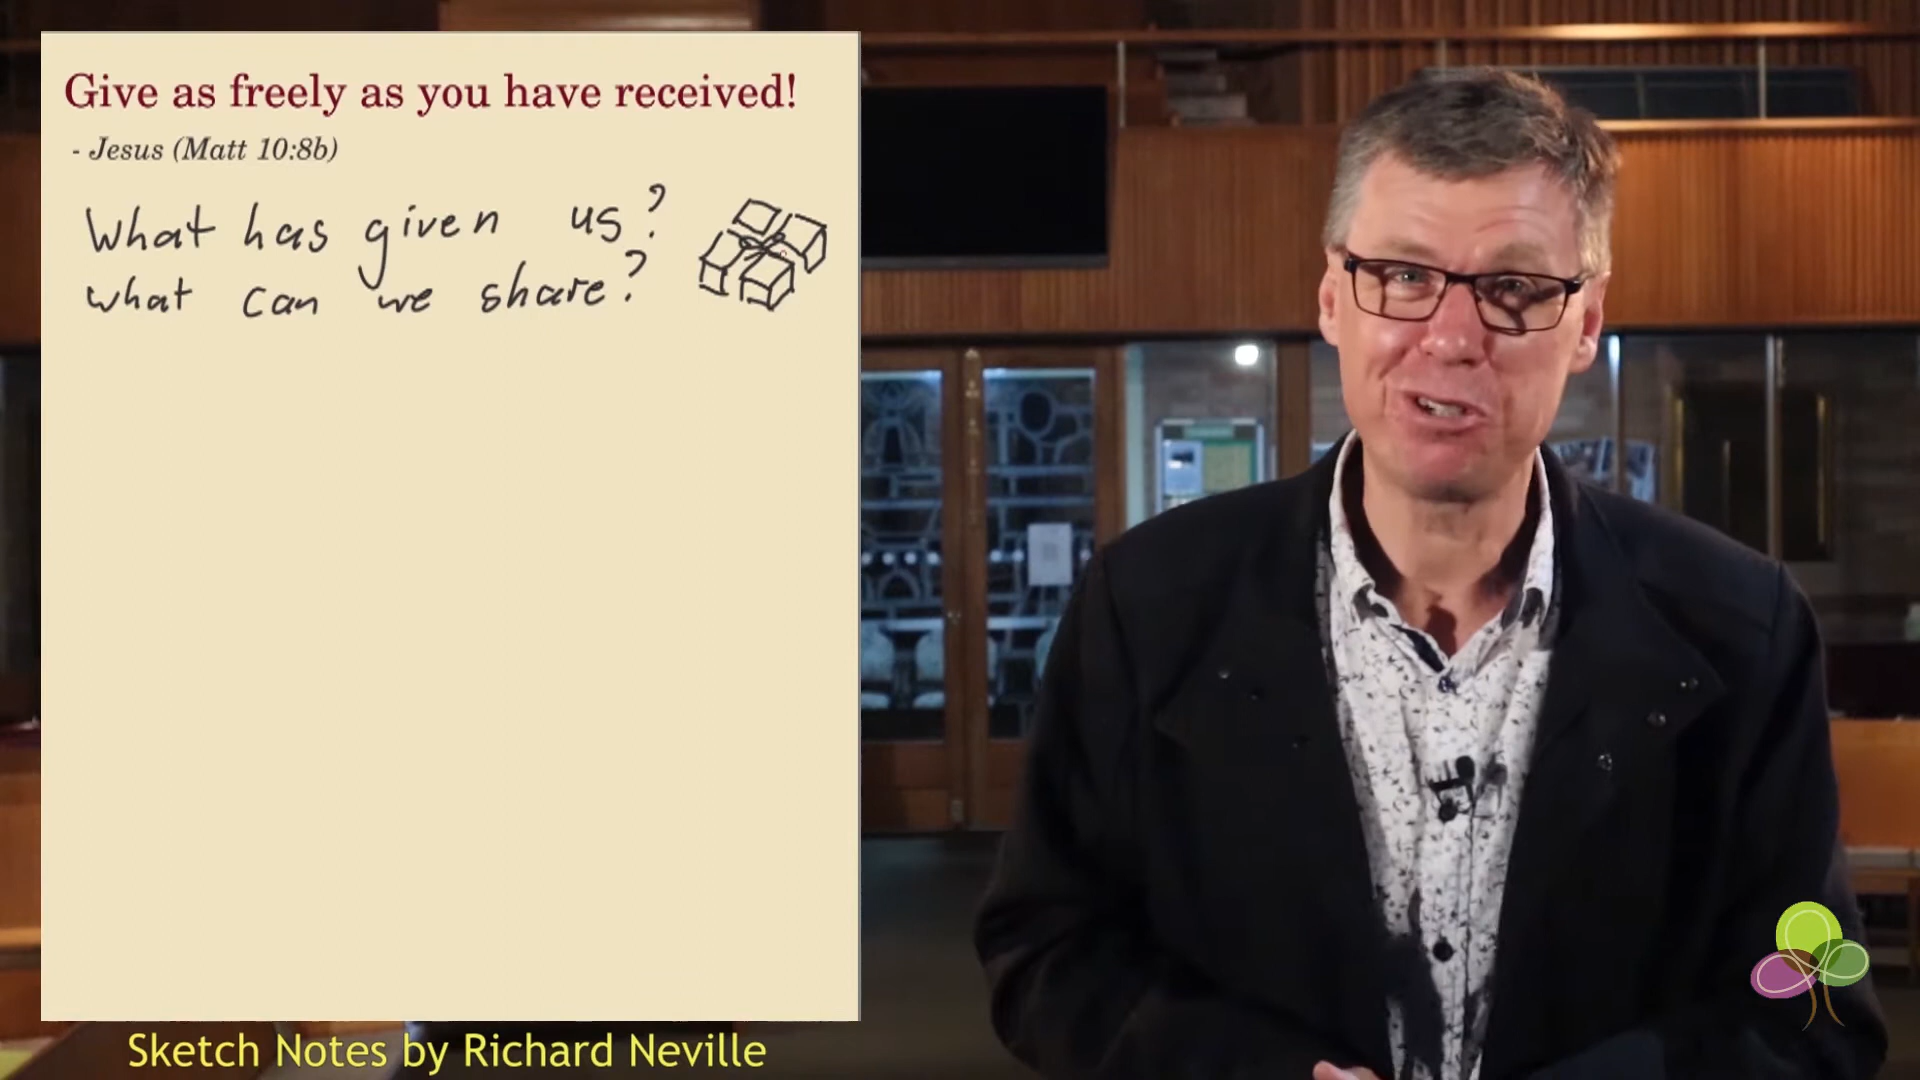 Give as freely as you have received!
- Jesus (Matt 10:8b)
What has given us?
what can we share?
Sketch Notes by Richard Neville